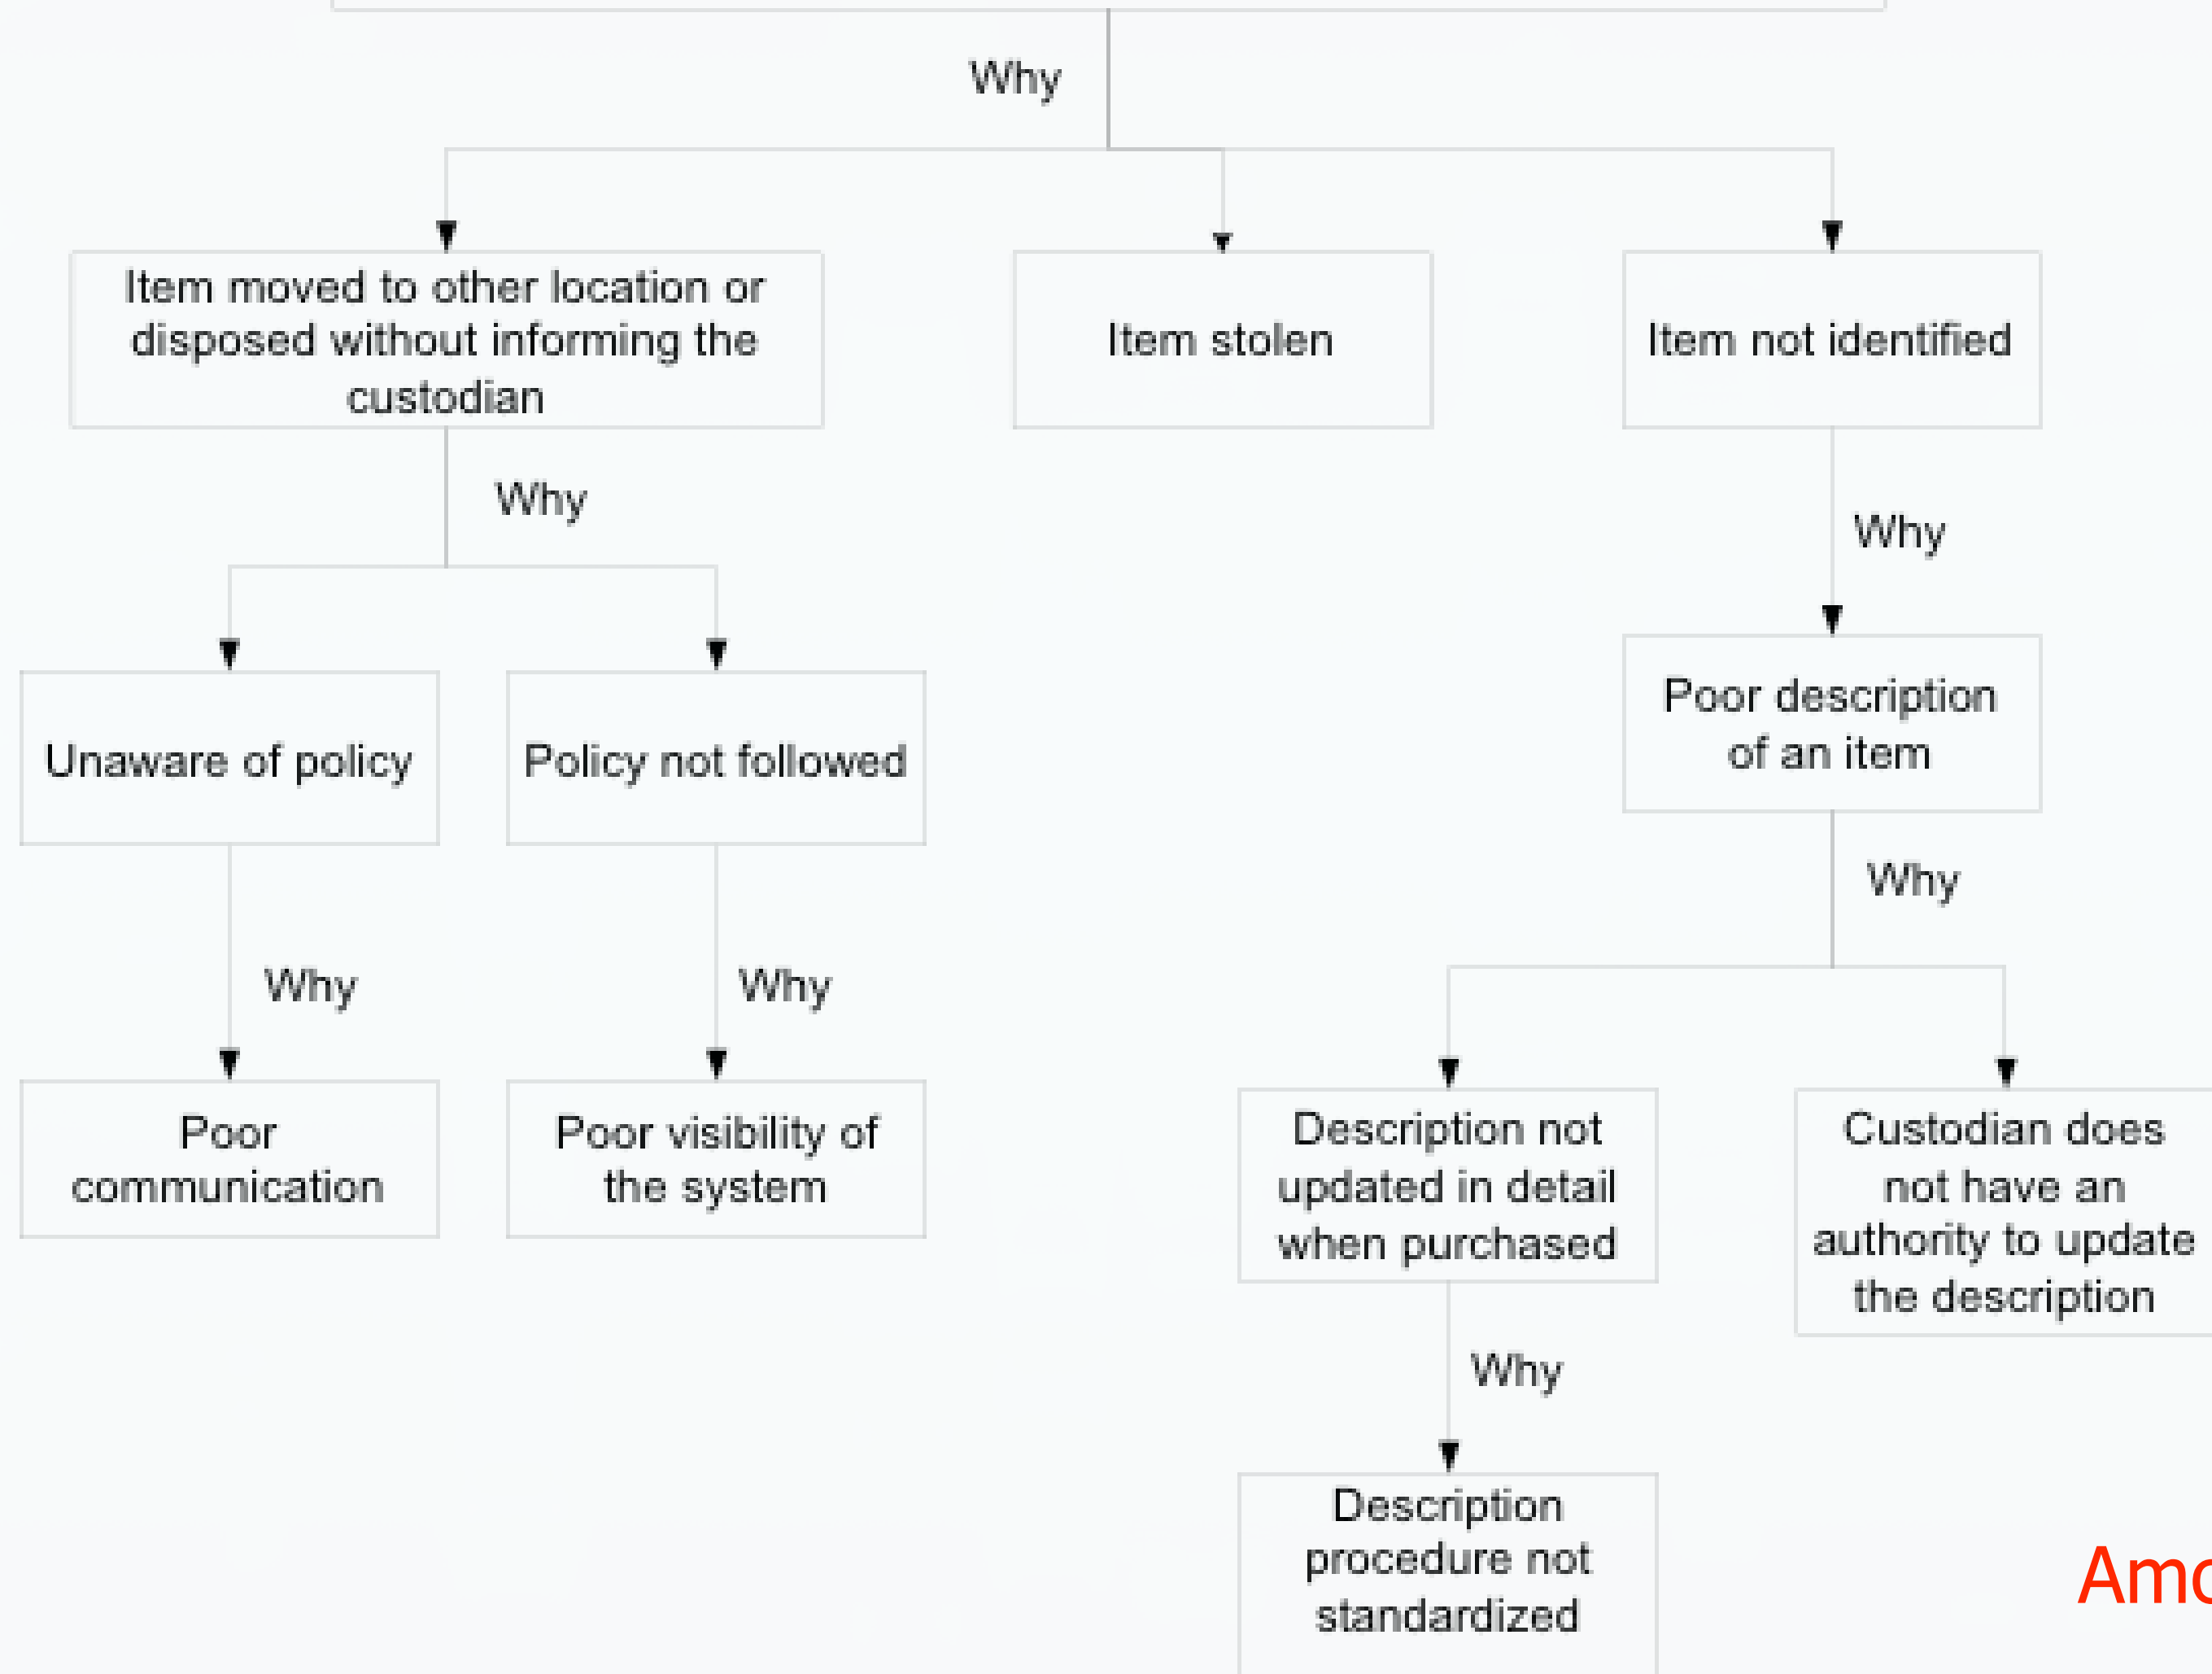 Why
Item moved to other location or
disposed without informing the
custodian
Item stolen
Item not identified
Why
Why
Unaware of policy
Policy not followed
Poor description
of an item
Why
Why
Why
Poor
communication
Poor visibility of
the system
Description not
updated in detail
when purchased
Custodian does
not have an
authority to update
the description
Why
Description
procedure not
standardized